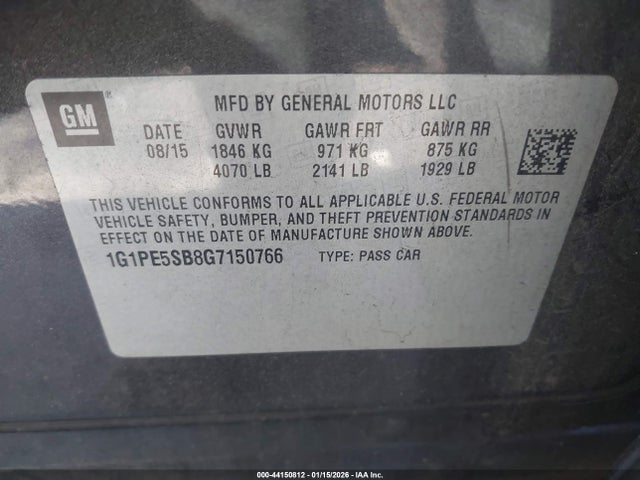 GM ®
MFD BY GENERAL MOTORS LLC
DATE GVWR GAWR FRT GAWR RR
08/15 1846 KG 971 KG 875 KG
4070 LB 2141 LB 1929 LB
THIS VEHICLE CONFORMS TO ALL APPLICABLE U.S. FEDERAL MOTOR
VEHICLE SAFETY, BUMPER, AND THEFT PREVENTION STANDARDS IN
EFFECT ON THE DATE OF MANUFACTURE SHOWN ABOVE.
1G1PE5SB8G7150766 TYPE: PASS CAR
000-44150812 - 01/15/2026 - IAA Inc.